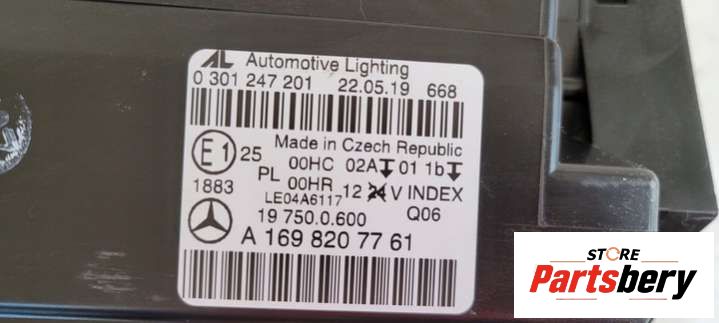 AL Automotive Lighting
0 301 247 201 22.05.19 668
Made in Czech Republic
E1 25 00HC 02A 01 1b
PL 00HR 12 24 V INDEX
1883 LE04A6117 Q06
19 750.0.600
A 169 820 77 61
STORE
Partsbery